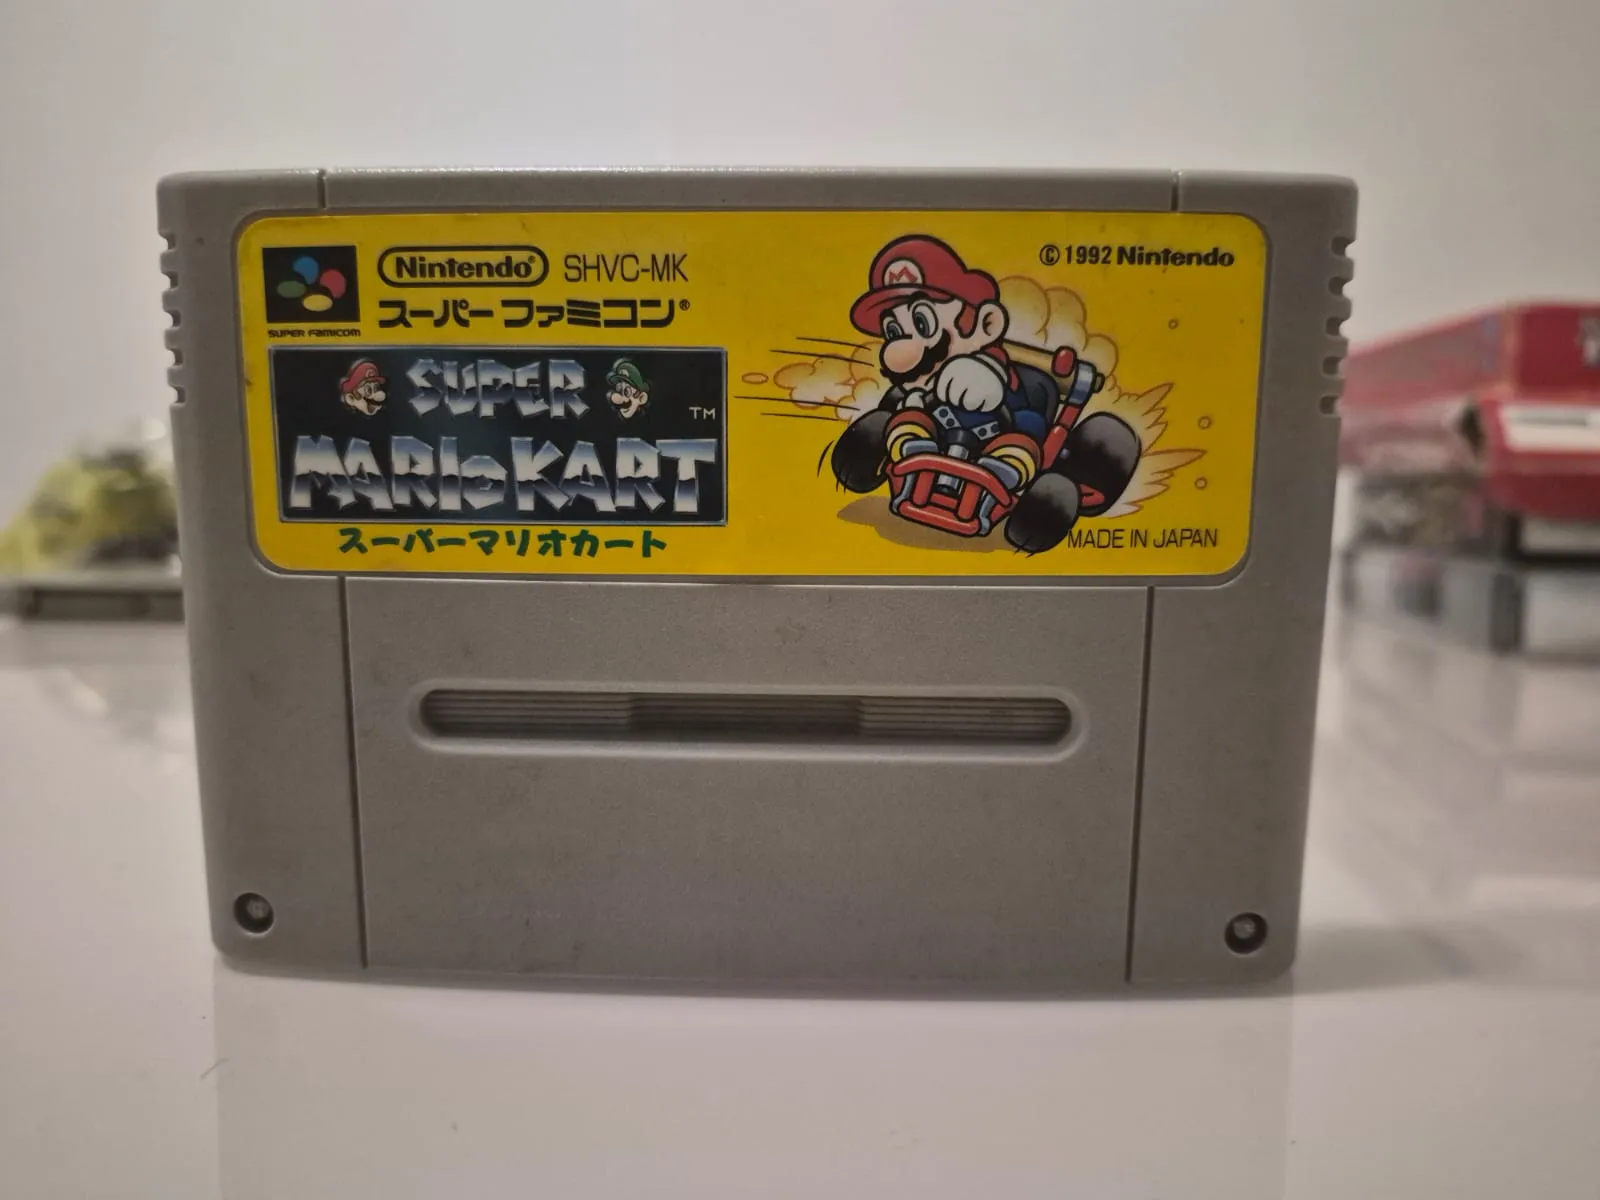 Nintendo® SHVC-MK
スーパーファミコン®
SUPER FAMICOM
SUPER
MARIO KART TM
スーパーマリオカート
© 1992 Nintendo
M
MADE IN JAPAN